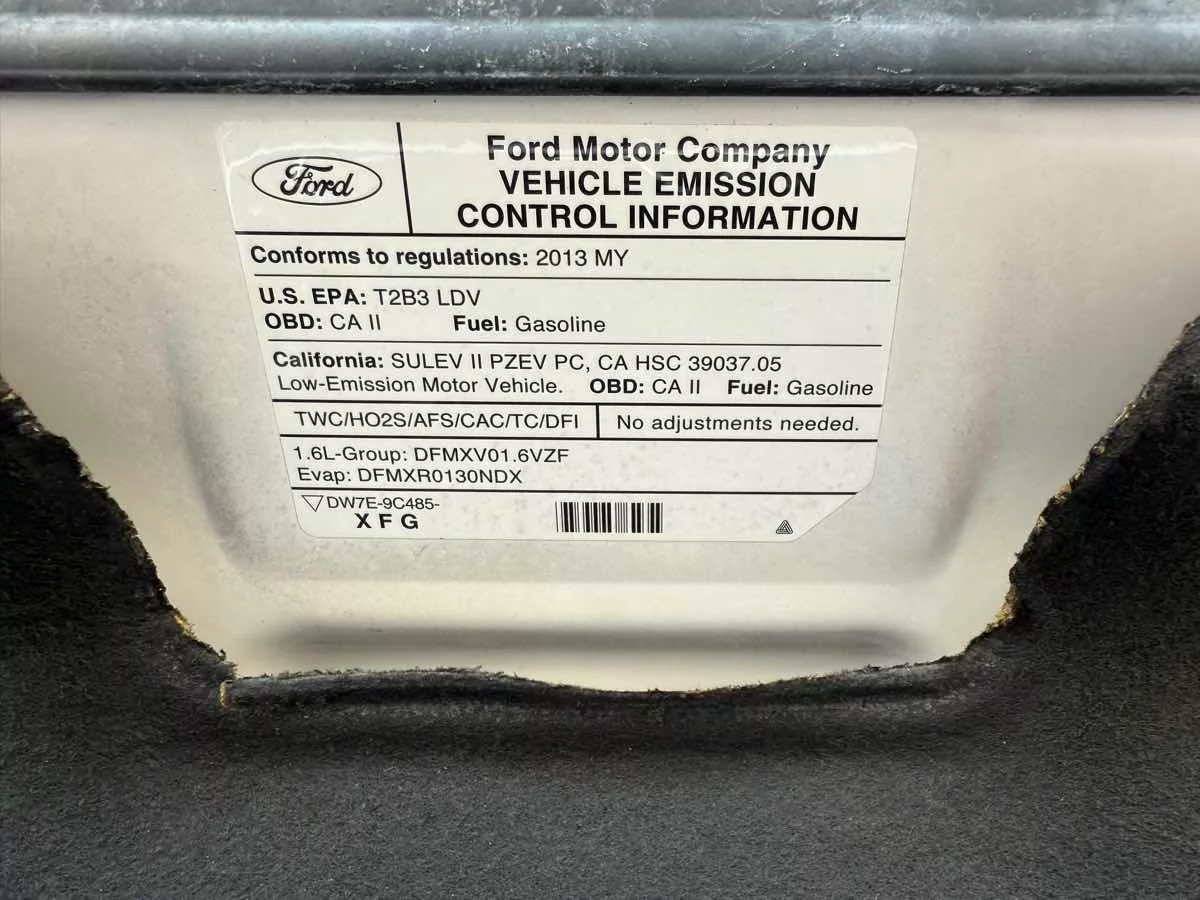 Ford
Ford Motor Company
VEHICLE EMISSION
CONTROL INFORMATION
Conforms to regulations: 2013 MY
U.S. EPA: T2B3 LDV
OBD: CA II Fuel: Gasoline
California: SULEV II PZEV PC, CA HSC 39037.05
Low-Emission Motor Vehicle. OBD: CA II Fuel: Gasoline
TWC/HO2S/AFS/CAC/TC/DFI No adjustments needed.
1.6L-Group: DFMXV01.6VZF
Evap: DFMXR0130NDX
DW7E-9C485-
X F G